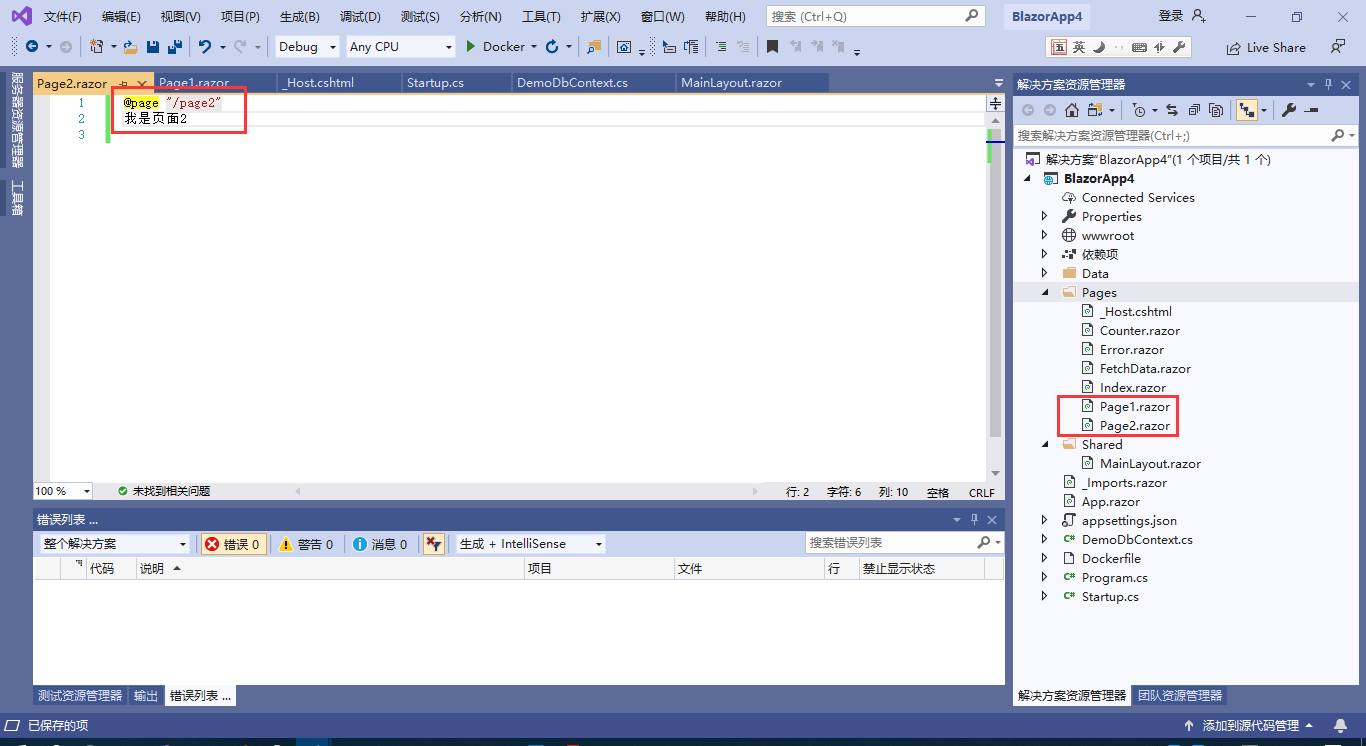 文件(F) 编辑(E) 视图(V) 项目(P) 生成(B) 调试(D) 测试(S) 分析(N) 工具(T) 扩展(X) 窗口(W) 帮助(H) 搜索 (Ctrl+Q) BlazorApp4 登录
Debug Any CPU Docker 五 英 Live Share
服务器资源管理器
工具箱
Page2.razor Page1.razor _Host.cshtml Startup.cs DemoDbContext.cs MainLayout.razor
1 @page "/page2"
2 我是页面2
3
100 % 未找到相关问题 行: 2 字符: 6 列: 10 空格 CRLF
错误列表 ...
整个解决方案 错误 0 警告 0 消息 0 生成 + IntelliSense 搜索错误列表
代码 说明 项目 文件 行 禁止显示状态
测试资源管理器 输出 错误列表 ...
解决方案资源管理器
搜索解决方案资源管理器(Ctrl+;)
解决方案"BlazorApp4"(1 个项目/共 1 个)
BlazorApp4
Connected Services
Properties
wwwroot
依赖项
Data
Pages
_Host.cshtml
Counter.razor
Error.razor
FetchData.razor
Index.razor
Page1.razor
Page2.razor
Shared
MainLayout.razor
_Imports.razor
App.razor
appsettings.json
DemoDbContext.cs
Dockerfile
Program.cs
Startup.cs
解决方案资源管理器 团队资源管理器
已保存的项 添加到源代码管理